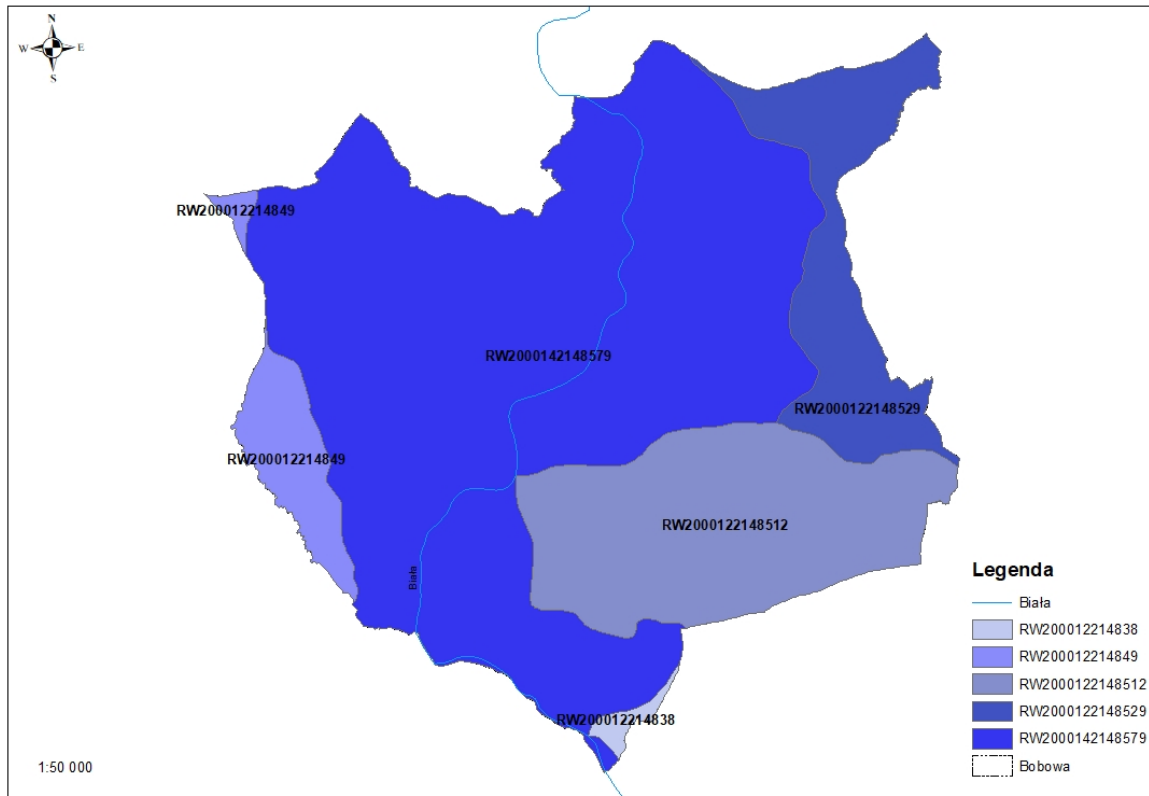 N
W E
S
RW200012214849
RW2000142148579
RW2000122148529
RW200012214849
RW2000122148512
Biała
RW200012214838
Legenda
Biała
RW200012214838
RW200012214849
RW2000122148512
RW2000122148529
RW2000142148579
Bobowa
1:50 000